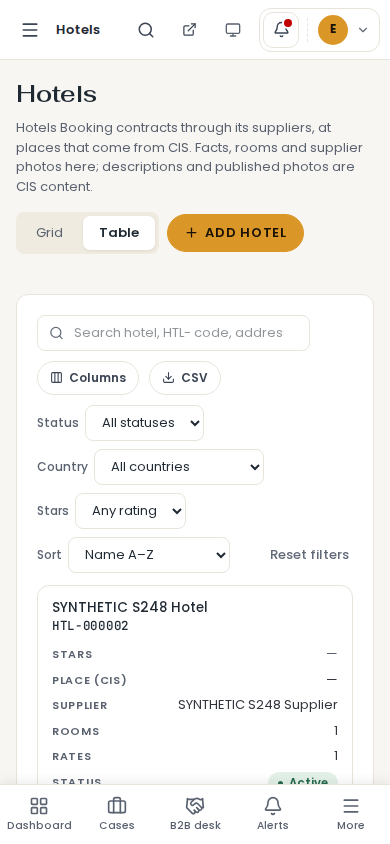 Hotels
E
Hotels
Hotels Booking contracts through its suppliers, at
places that come from CIS. Facts, rooms and supplier
photos here; descriptions and published photos are
CIS content.
Grid
Table
+ ADD HOTEL
Search hotel, HTL- code, addres
Columns
CSV
Status All statuses
Country All countries
Stars Any rating
Sort Name A–Z Reset filters
SYNTHETIC S248 Hotel
HTL-000002
STARS —
PLACE (CIS) —
SUPPLIER SYNTHETIC S248 Supplier
ROOMS 1
RATES 1
STATUS Active
Dashboard Cases B2B desk Alerts More